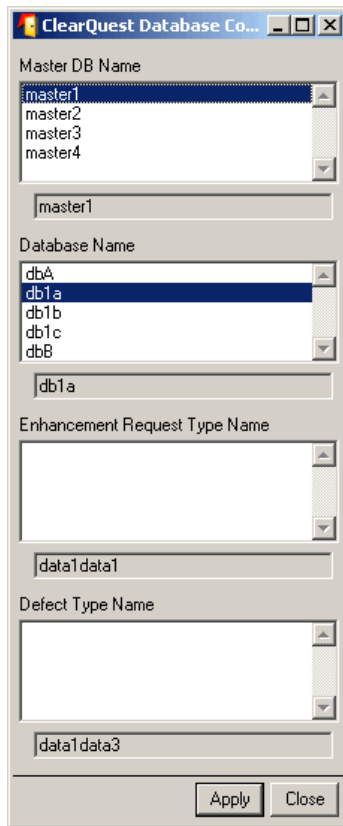 ClearQuest Database Co...
Master DB Name
master1
master2
master3
master4
master1
Database Name
dbA
db1a
db1b
db1c
dbB
db1a
Enhancement Request Type Name
data1data1
Defect Type Name
data1data3
Apply
Close